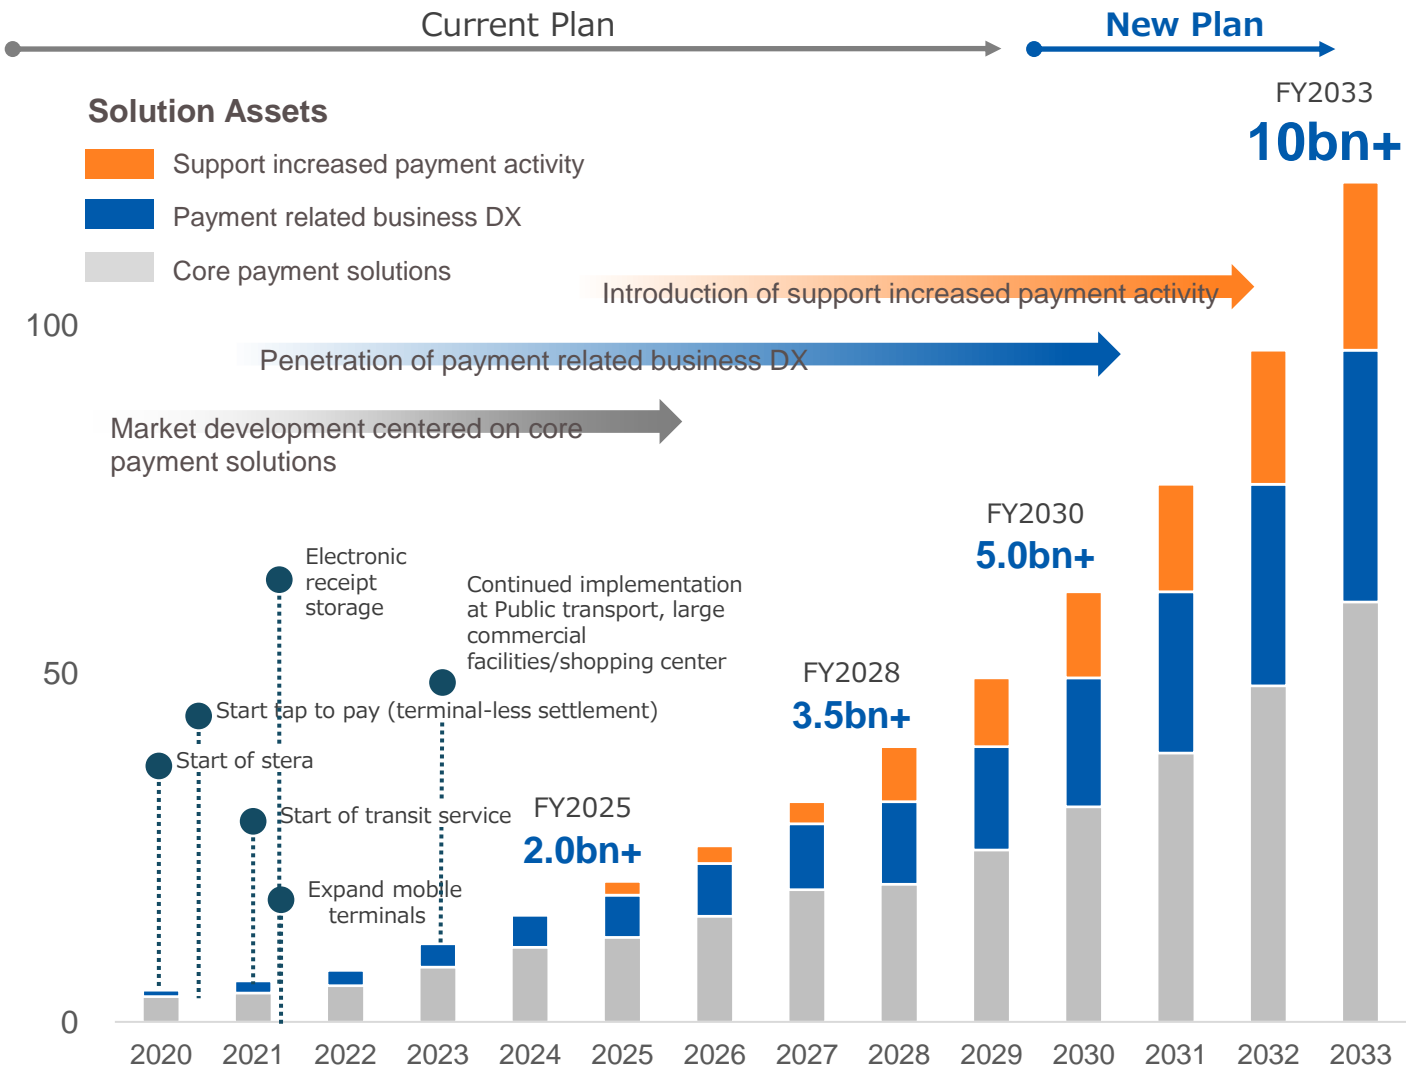 Current Plan
New Plan
FY2033
10bn+
Solution Assets
Support increased payment activity
Payment related business DX
Core payment solutions
Introduction of support increased payment activity
100
Penetration of payment related business DX
Market development centered on core
payment solutions
FY2030
5.0bn+
Electronic
receipt
storage
Continued implementation
at Public transport, large
commercial
facilities/shopping center
50
FY2028
3.5bn+
Start tap to pay (terminal-less settlement)
Start of stera
Start of transit service
FY2025
2.0bn+
Expand mobile
terminals
0
2020 2021 2022 2023 2024 2025 2026 2027 2028 2029 2030 2031 2032 2033